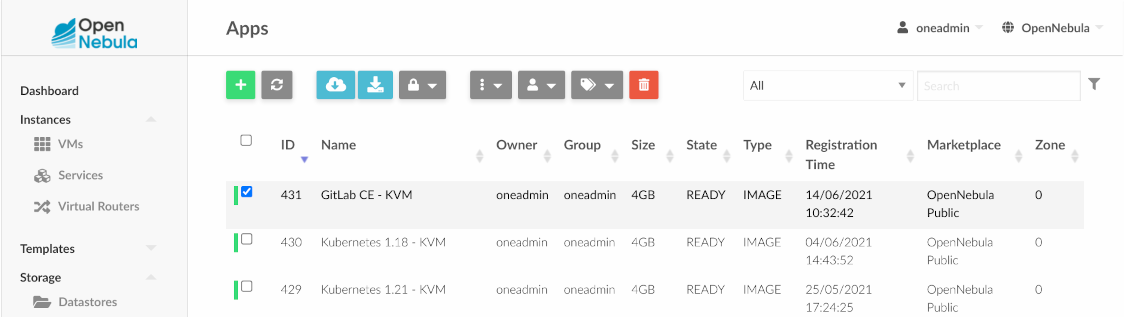 Open
Nebula
Apps
oneadmin
OpenNebula
All
Search
Dashboard
Instances
VMs
Services
Virtual Routers
Templates
Storage
Datastores
ID Name Owner Group Size State Type Registration Time Marketplace Zone
431 GitLab CE - KVM oneadmin oneadmin 4GB READY IMAGE 14/06/2021 10:32:42 OpenNebula Public 0
430 Kubernetes 1.18 - KVM oneadmin oneadmin 4GB READY IMAGE 04/06/2021 14:43:52 OpenNebula Public 0
429 Kubernetes 1.21 - KVM oneadmin oneadmin 4GB READY IMAGE 25/05/2021 17:24:25 OpenNebula Public 0